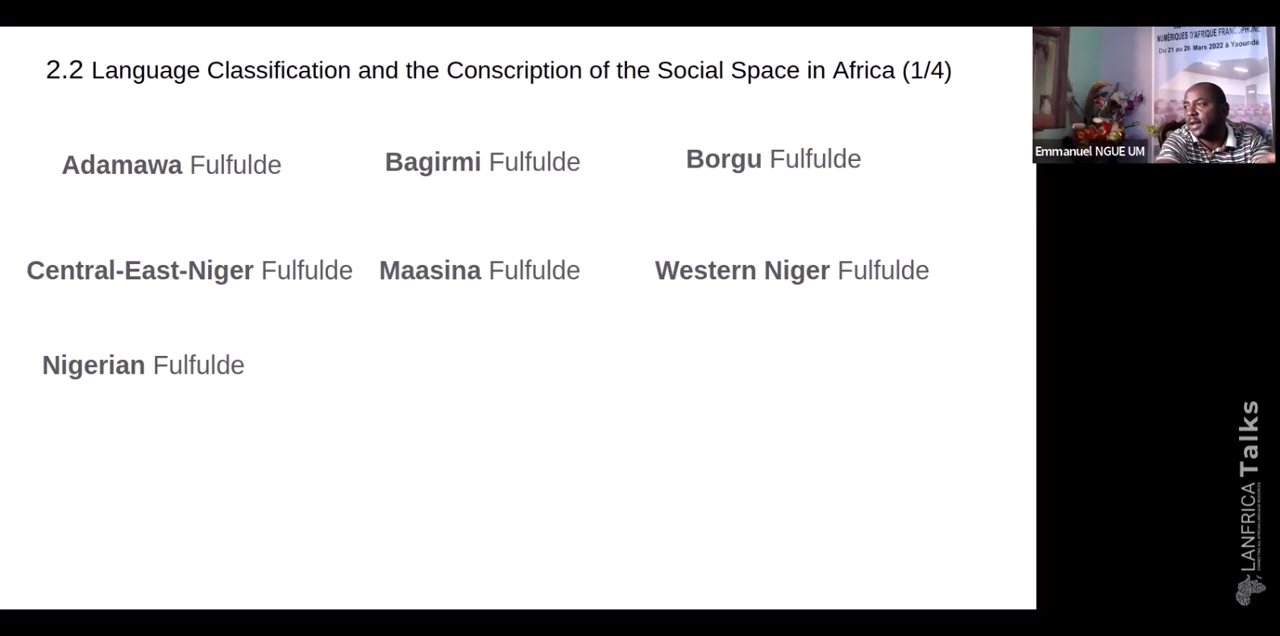 2.2 Language Classification and the Conscription of the Social Space in Africa (1/4)
Adamawa Fulfulde
Bagirmi Fulfulde
Borgu Fulfulde
Central-East-Niger Fulfulde
Maasina Fulfulde
Western Niger Fulfulde
Nigerian Fulfulde
NUMÉRIQUES D'AFRIQUE FRANCOPHONE
Du 21 au 26 Mars 2022 à Yaoundé
Emmanuel NGUE UM
LANFRICA Talks